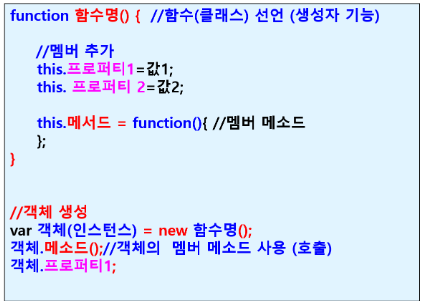 function 함수명() { //함수(클래스) 선언 (생성자 기능)
//멤버 추가
this.프로퍼티1=값1;
this. 프로퍼티 2=값2;
this.메서드 = function(){ //멤버 메소드
};
}
//객체 생성
var 객체(인스턴스) = new 함수명();
객체.메소드();//객체의 멤버 메소드 사용 (호출)
객체.프로퍼티1;